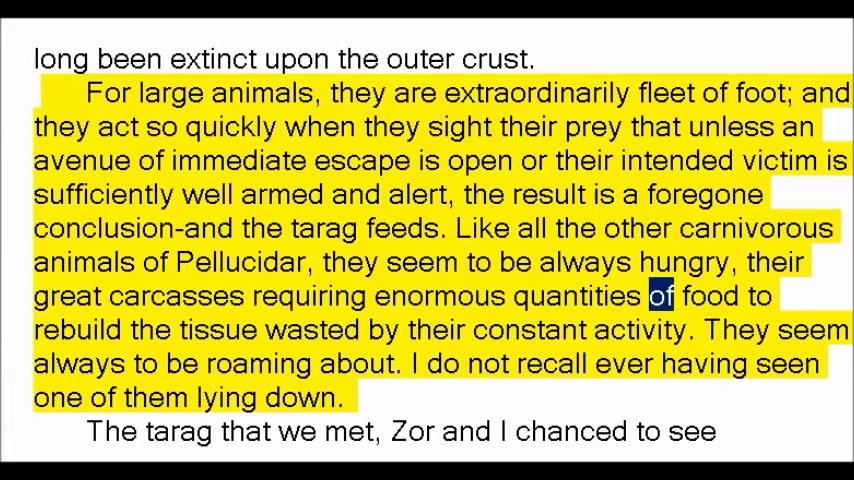 long been extinct upon the outer crust.
For large animals, they are extraordinarily fleet of foot; and
they act so quickly when they sight their prey that unless an
avenue of immediate escape is open or their intended victim is
sufficiently well armed and alert, the result is a foregone
conclusion-and the tarag feeds. Like all the other carnivorous
animals of Pellucidar, they seem to be always hungry, their
great carcasses requiring enormous quantities of food to
rebuild the tissue wasted by their constant activity. They seem
always to be roaming about. I do not recall ever having seen
one of them lying down.
The tarag that we met, Zor and I chanced to see